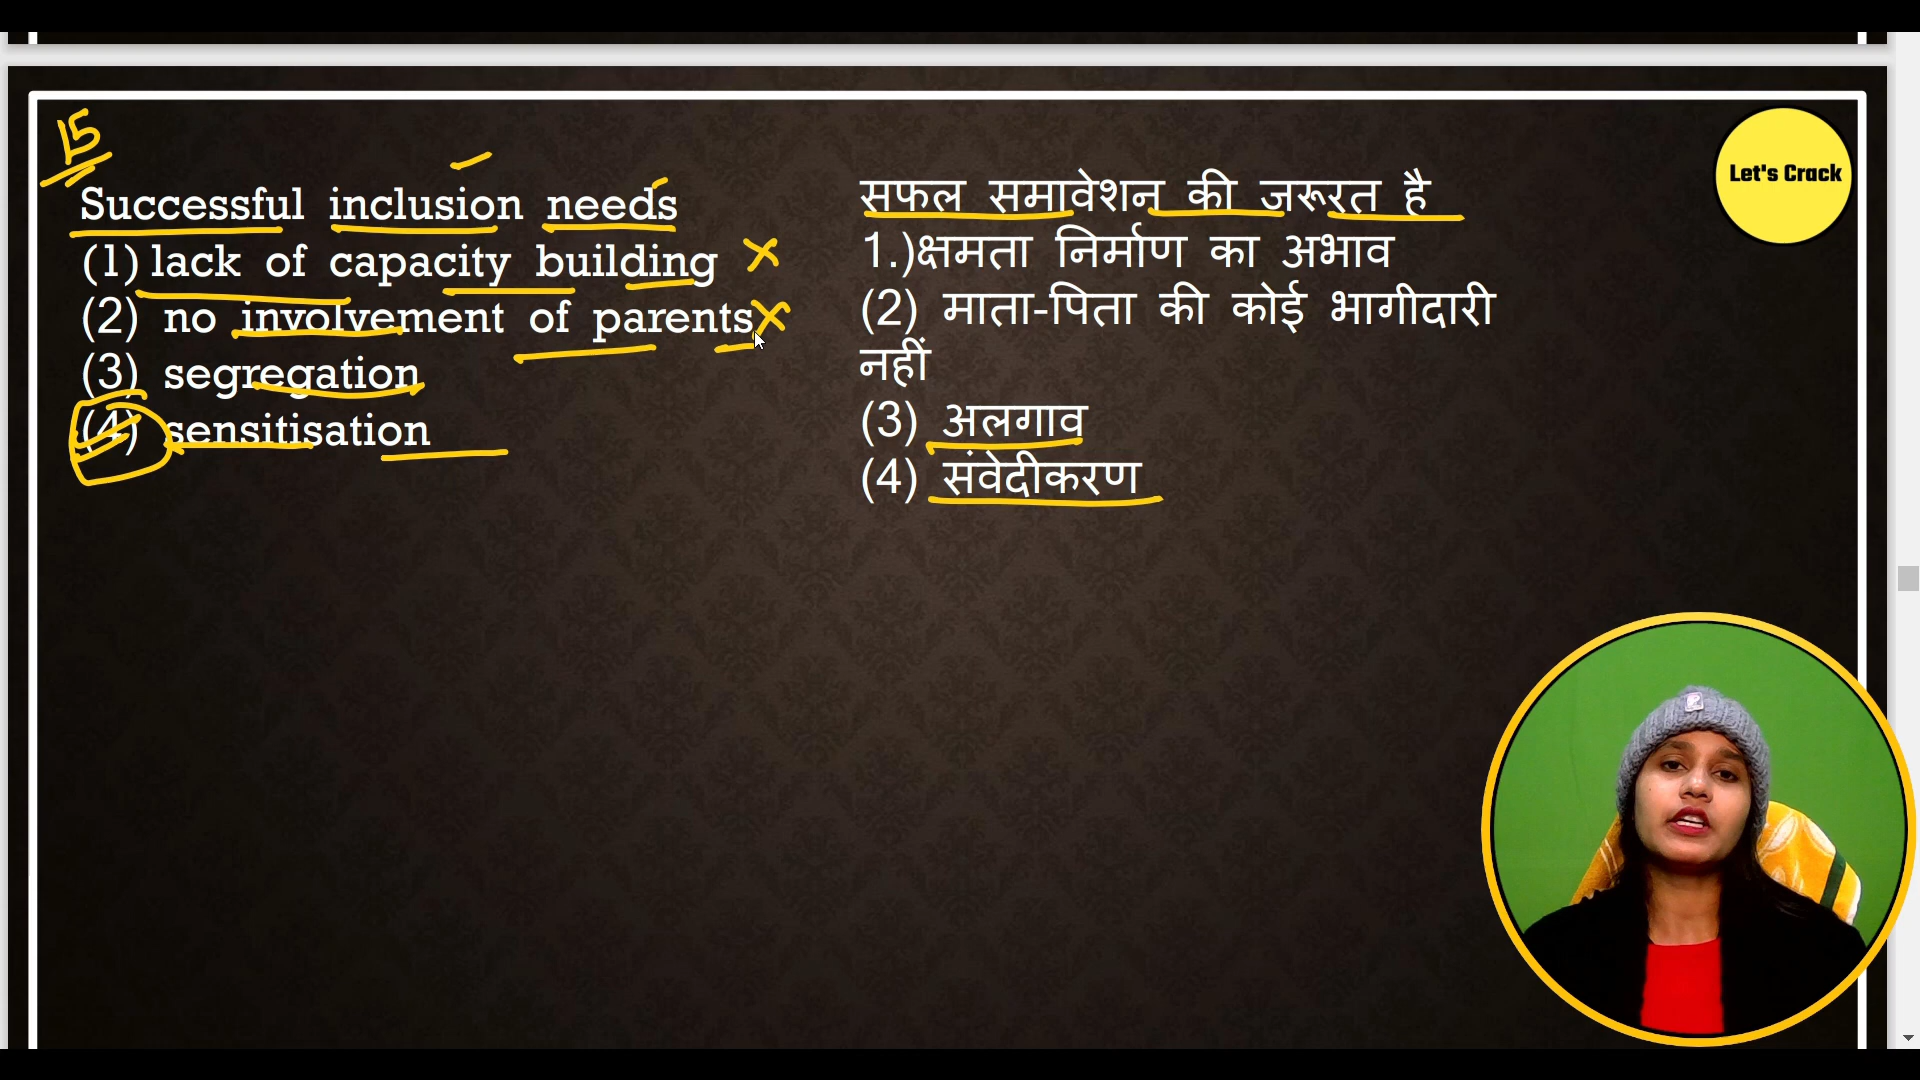 15
Successful inclusion needs
(1) lack of capacity building
(2) no involvement of parents
(3) segregation
(4) sensitisation
सफल समावेशन की जरूरत है
1.)क्षमता निर्माण का अभाव
(2) माता-पिता की कोई भागीदारी
नहीं
(3) अलगाव
(4) संवेदीकरण
Let's Crack